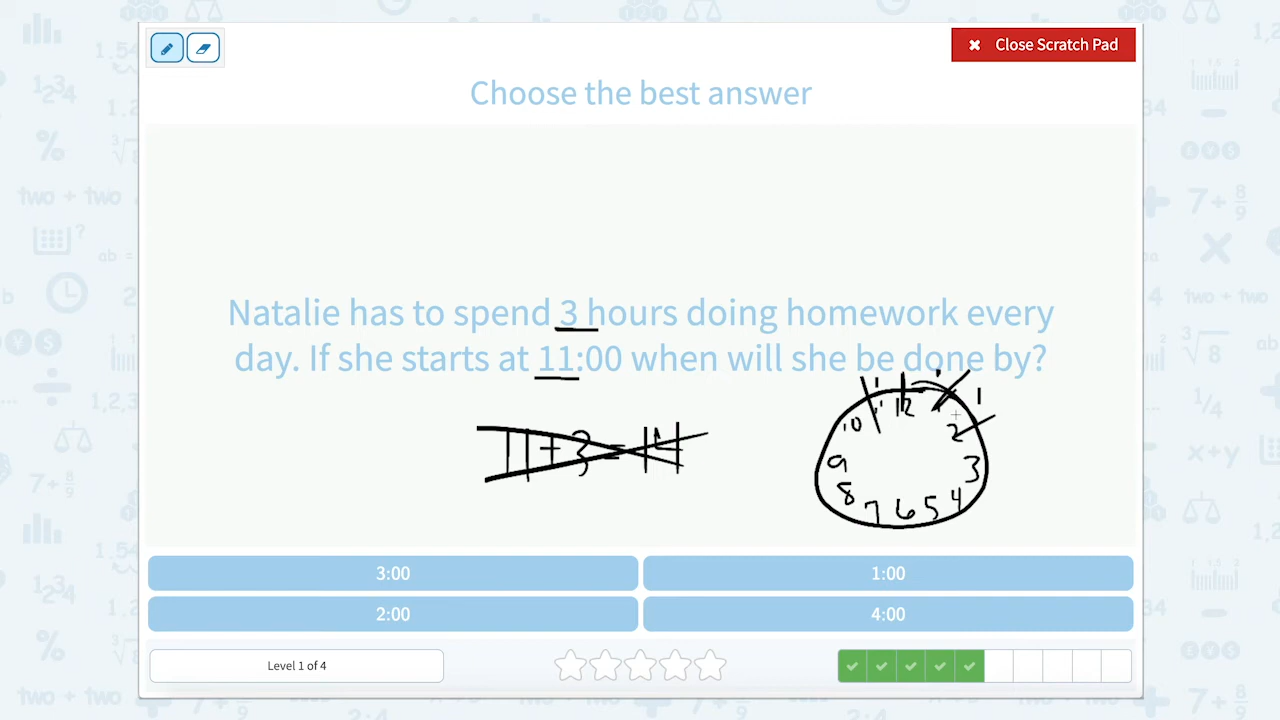 Close Scratch Pad
Choose the best answer
Natalie has to spend 3 hours doing homework every
day. If she starts at 11:00 when will she be done by?
11 + 3 = 14
1
11 12
10 2
9 3
8 4
7 6 5
3:00 1:00
2:00 4:00
Level 1 of 4